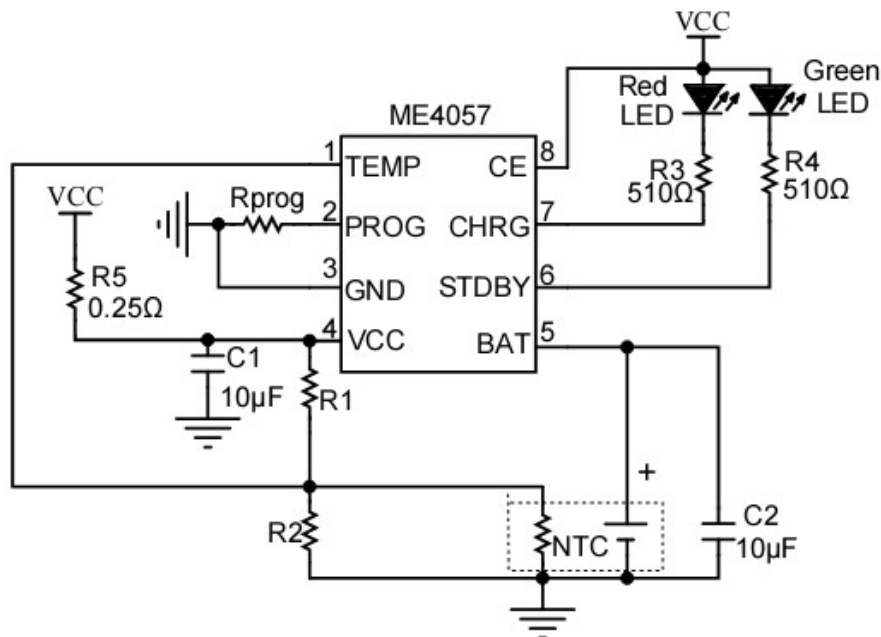 VCC
Red
LED
Green
LED
ME4057
1
TEMP
CE
8
R3
510Ω
R4
510Ω
VCC
Rprog
2
PROG
CHRG
7
R5
0.25Ω
3
GND
STDBY
6
4
VCC
BAT
5
C1
10µF
R1
+
R2
NTC
C2
10µF